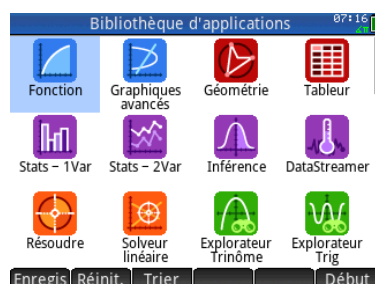 Bibliothèque d'applications 07:16
Fonction Graphiques avancés Géométrie Tableur
Stats – 1Var Stats – 2Var Inférence DataStreamer
Résoudre Solveur linéaire Explorateur Trinôme Explorateur Trig
Enregis Réinit. Trier Début